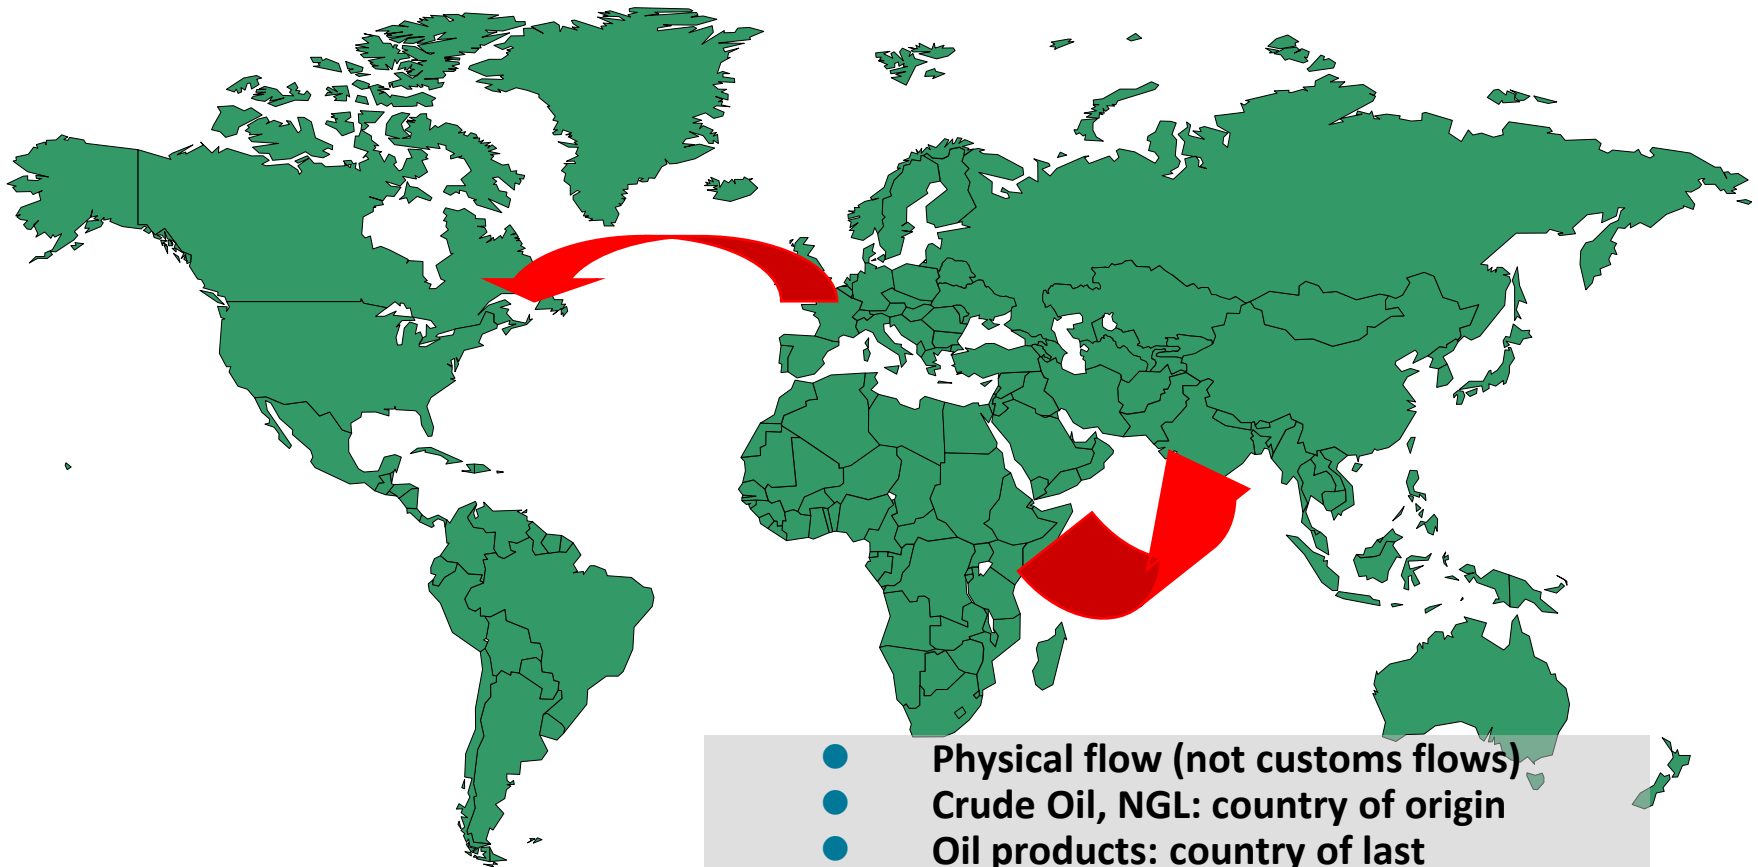 Physical flow (not customs flows)
Crude Oil, NGL: country of origin
Oil products: country of last